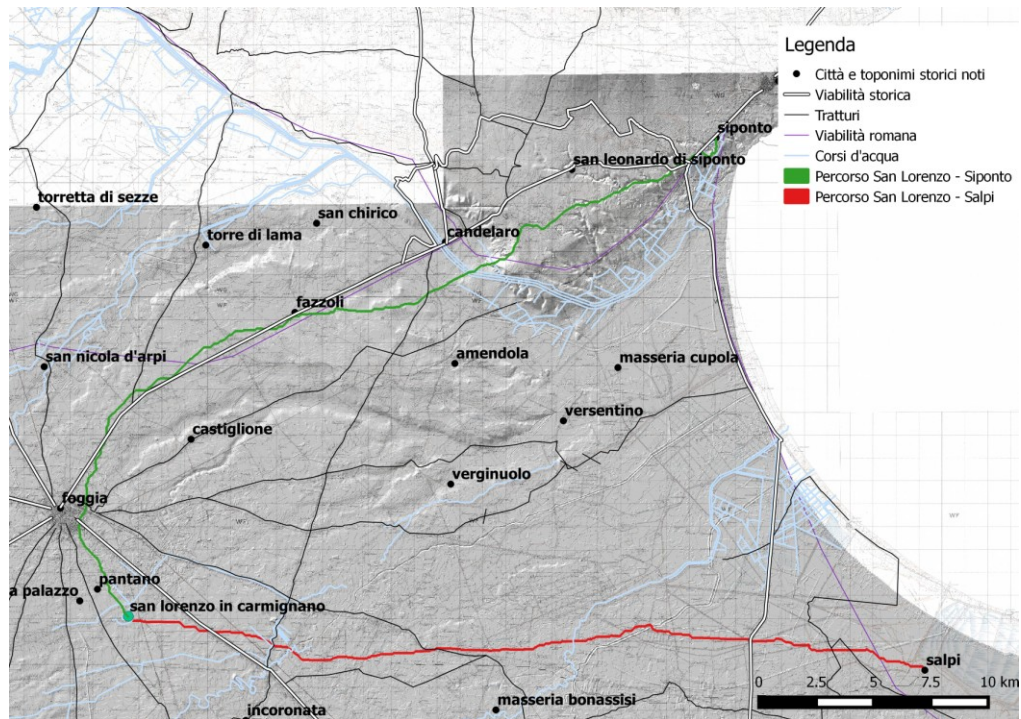 Legenda
Città e toponimi storici noti
Viabilità storica
Tratturi
Viabilità romana
Corsi d'acqua
Percorso San Lorenzo - Siponto
Percorso San Lorenzo - Salpi
siponto
san leonardo di siponto
torretta di sezze
san chirico
torre di lama
candelaro
fazzoli
san nicola d'arpi
amendola
masseria cupola
versentino
castiglione
verginuolo
foggia
pantano
a palazzo
san lorenzo in carmignano
salpi
masseria bonassisi
incoronata
0 2.5 5 7.5 10 km